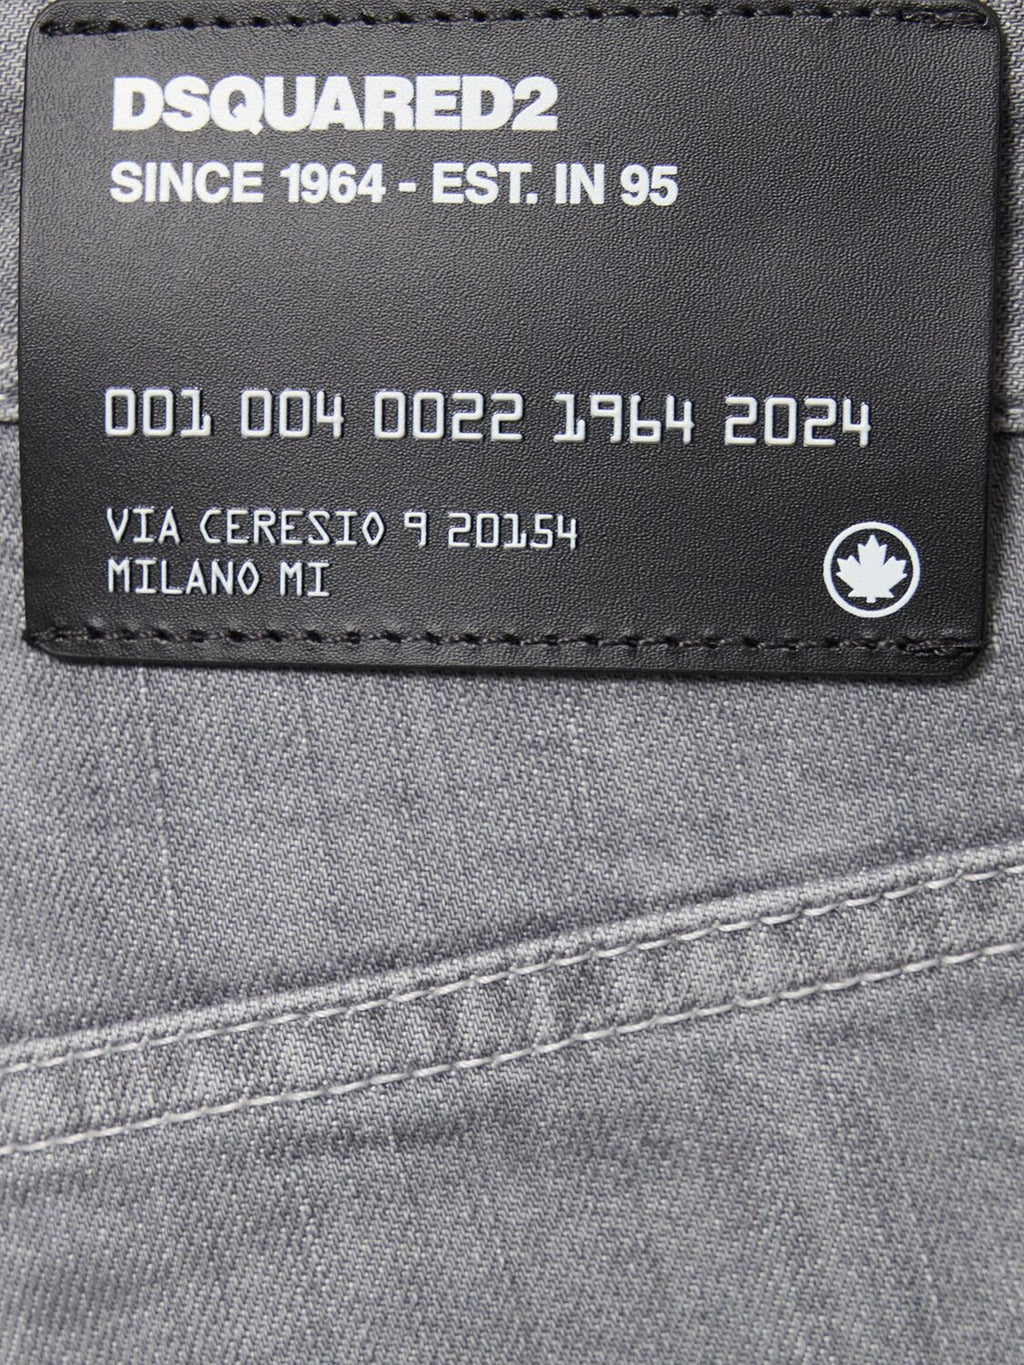 DSQUARED2
SINCE 1964 - EST. IN 95
001 004 0022 1964 2024
VIA CERESIO 9 20154
MILANO MI